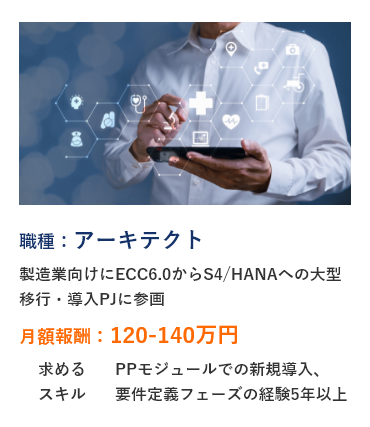 職種：アーキテクト
製造業向けにECC6.0からS4/HANAへの大型
移行・導入PJに参画
月額報酬：120-140万円
求める　PPモジュールでの新規導入、
スキル　要件定義フェーズの経験5年以上